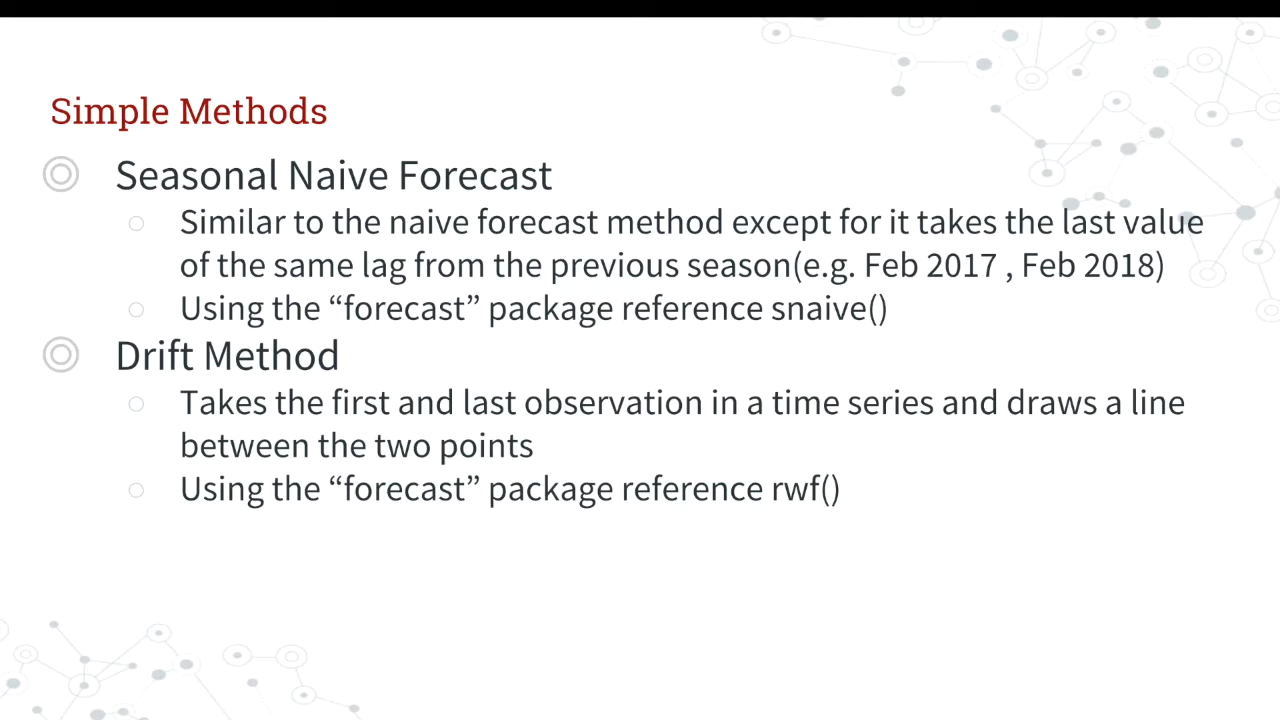 Simple Methods
Seasonal Naive Forecast
Similar to the naive forecast method except for it takes the last value
of the same lag from the previous season(e.g. Feb 2017 , Feb 2018)
Using the “forecast” package reference snaive()
Drift Method
Takes the first and last observation in a time series and draws a line
between the two points
Using the “forecast” package reference rwf()